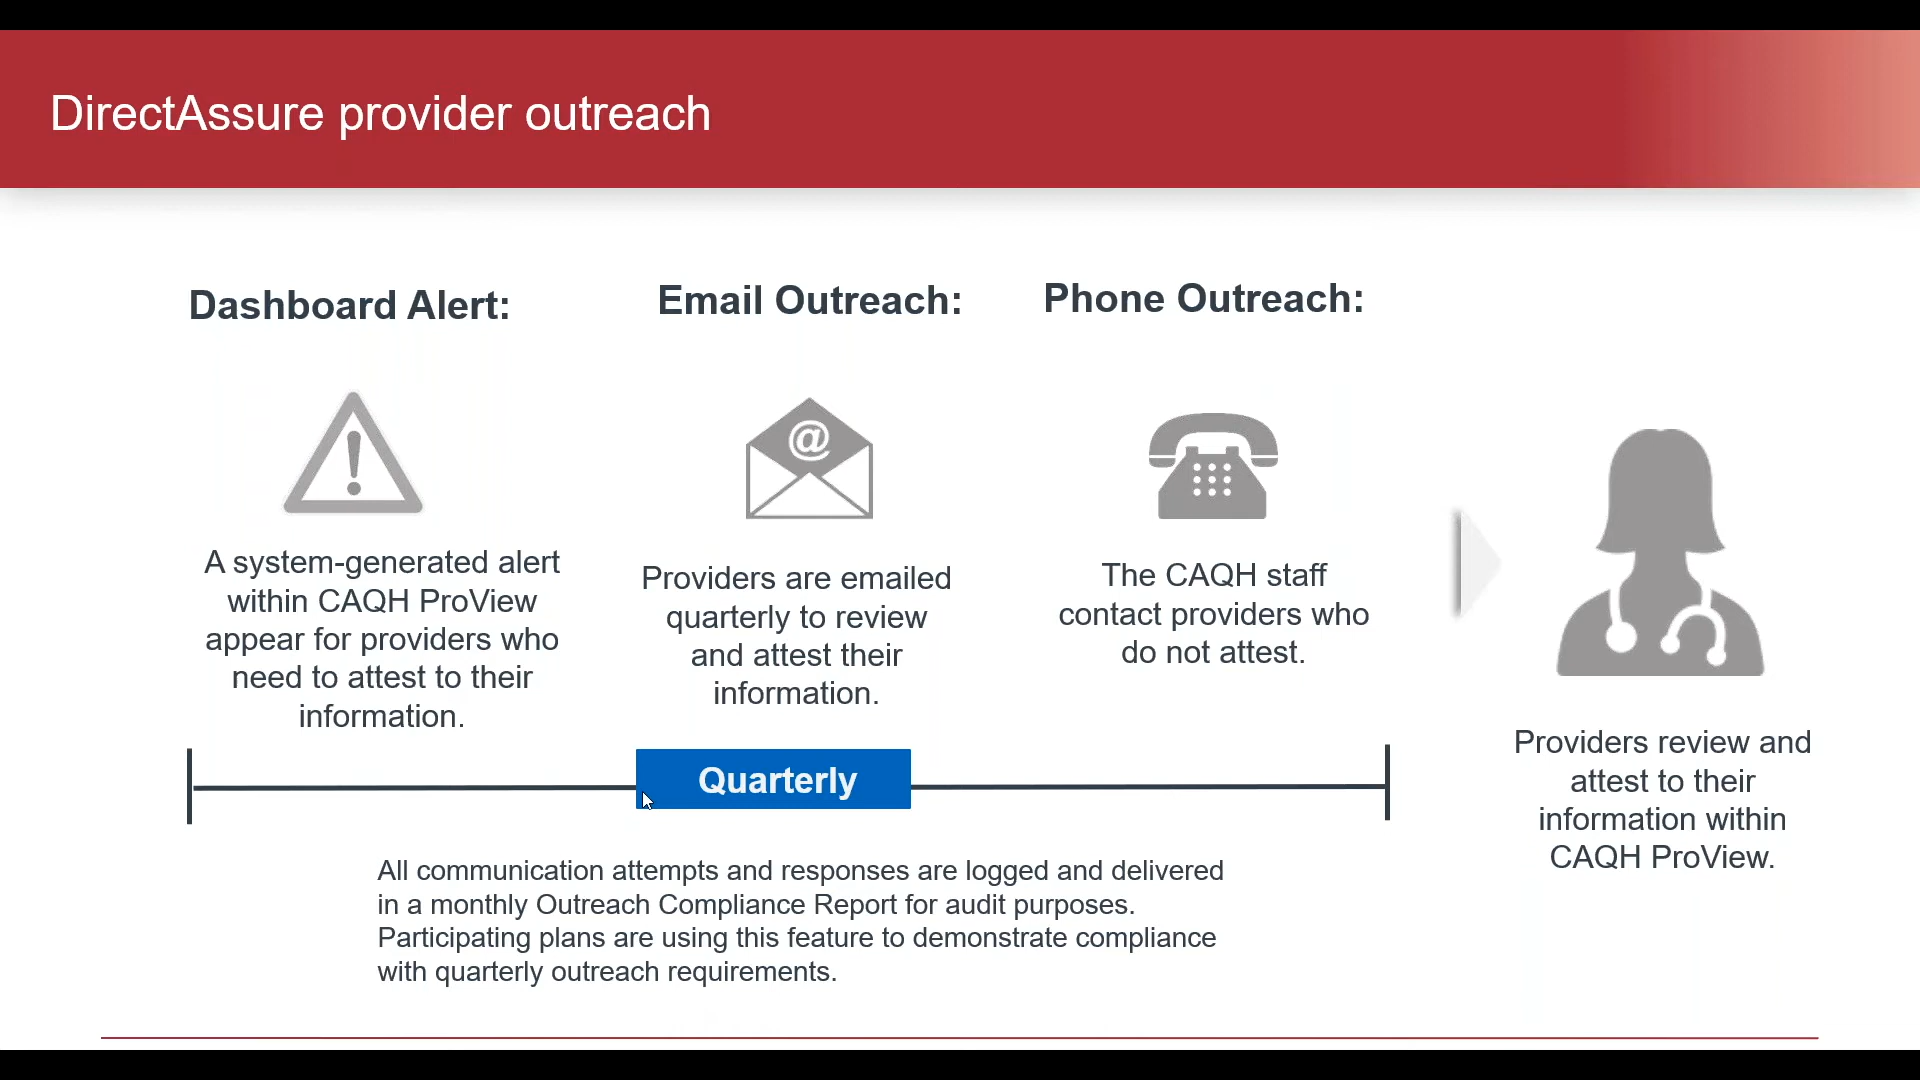 DirectAssure provider outreach
Dashboard Alert:
Email Outreach:
Phone Outreach:
@
A system-generated alert
within CAQH ProView
appear for providers who
need to attest to their
information.
Providers are emailed
quarterly to review
and attest their
information.
The CAQH staff
contact providers who
do not attest.
Providers review and
attest to their
information within
CAQH ProView.
Quarterly
All communication attempts and responses are logged and delivered
in a monthly Outreach Compliance Report for audit purposes.
Participating plans are using this feature to demonstrate compliance
with quarterly outreach requirements.